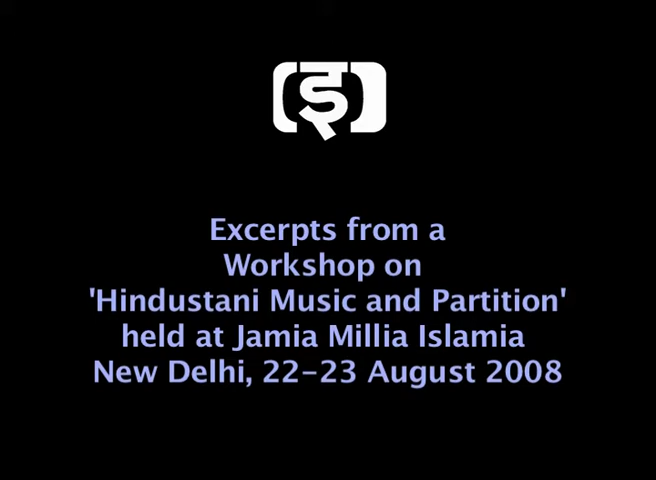 (इ)
Excerpts from a
Workshop on
'Hindustani Music and Partition'
held at Jamia Millia Islamia
New Delhi, 22-23 August 2008